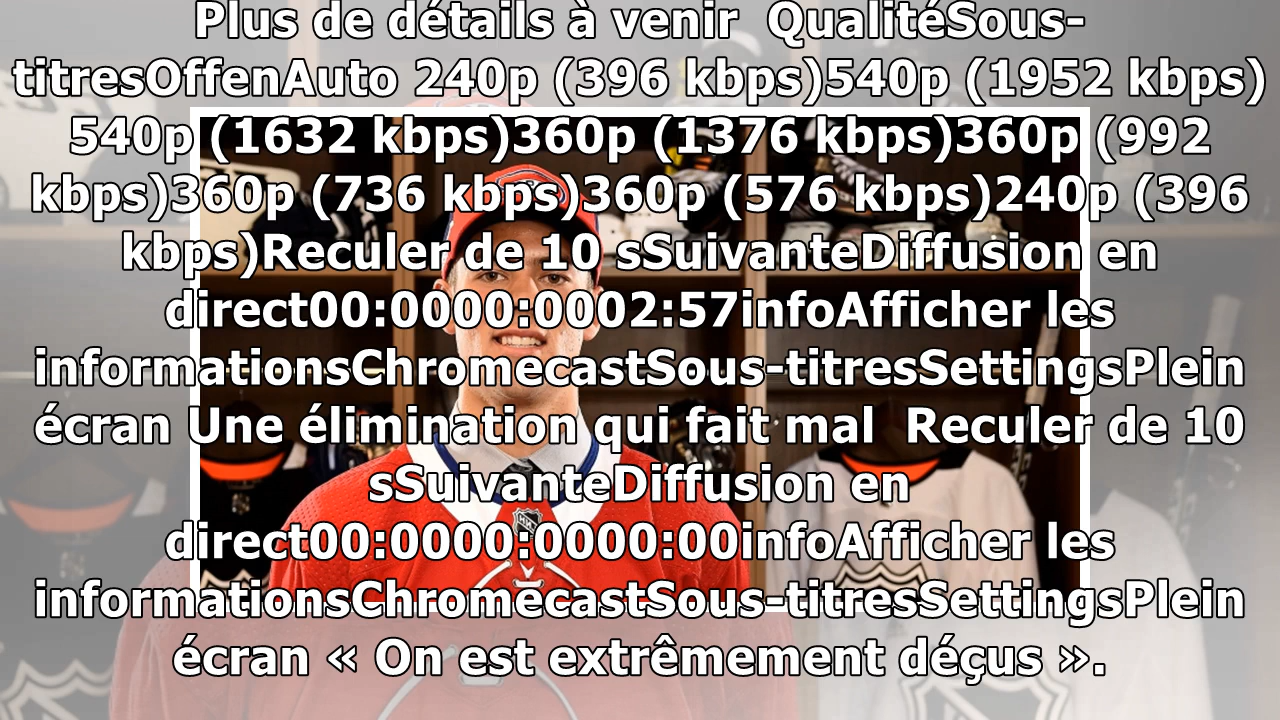 Plus de détails à venir  QualitéSous-
titresOffenAuto 240p (396 kbps)540p (1952 kbps)
540p (1632 kbps)360p (1376 kbps)360p (992
kbps)360p (736 kbps)360p (576 kbps)240p (396
kbps)Reculer de 10 sSuivanteDiffusion en
direct00:0000:0002:57infoAfficher les
informationsChromecastSous-titresSettingsPlein
écran Une élimination qui fait mal  Reculer de 10
sSuivanteDiffusion en
direct00:0000:0000:00infoAfficher les
informationsChromecastSous-titresSettingsPlein
écran « On est extrêmement déçus ».